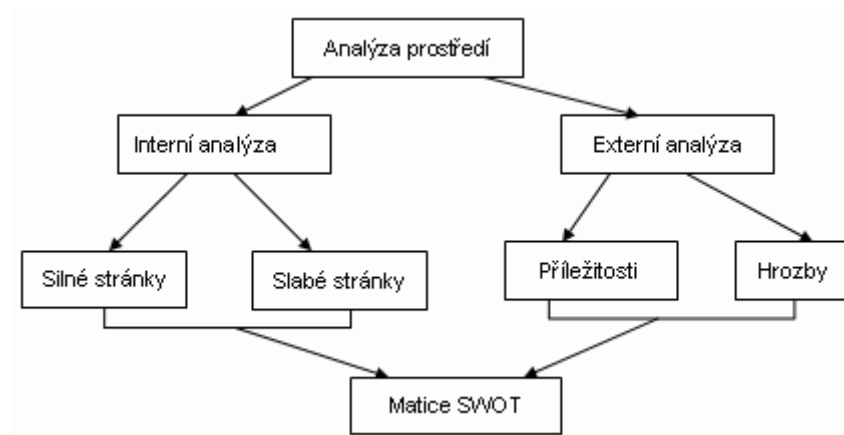 Analýza prostředí
Interní analýza
Externí analýza
Silné stránky
Slabé stránky
Příležitosti
Hrozby
Matice SWOT